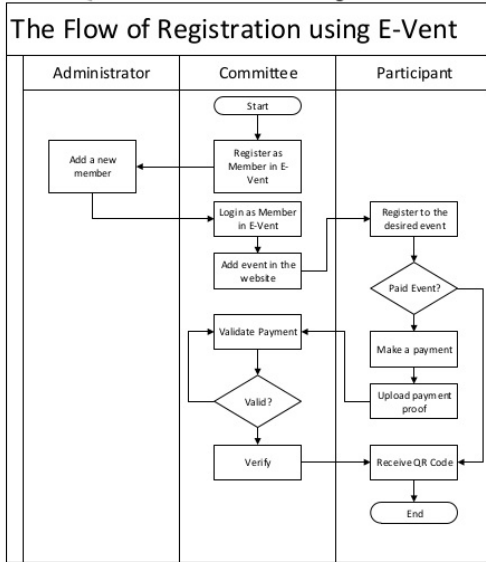 The Flow of Registration using E-Vent
Administrator
Committee
Participant
Start
Register as
Member in E-
Vent
Add a new
member
Login as Member
in E-Vent
Add event in the
website
Register to the
desired event
Paid Event?
Make a payment
Upload payment
proof
Validate Payment
Valid?
Verify
Receive QR Code
End